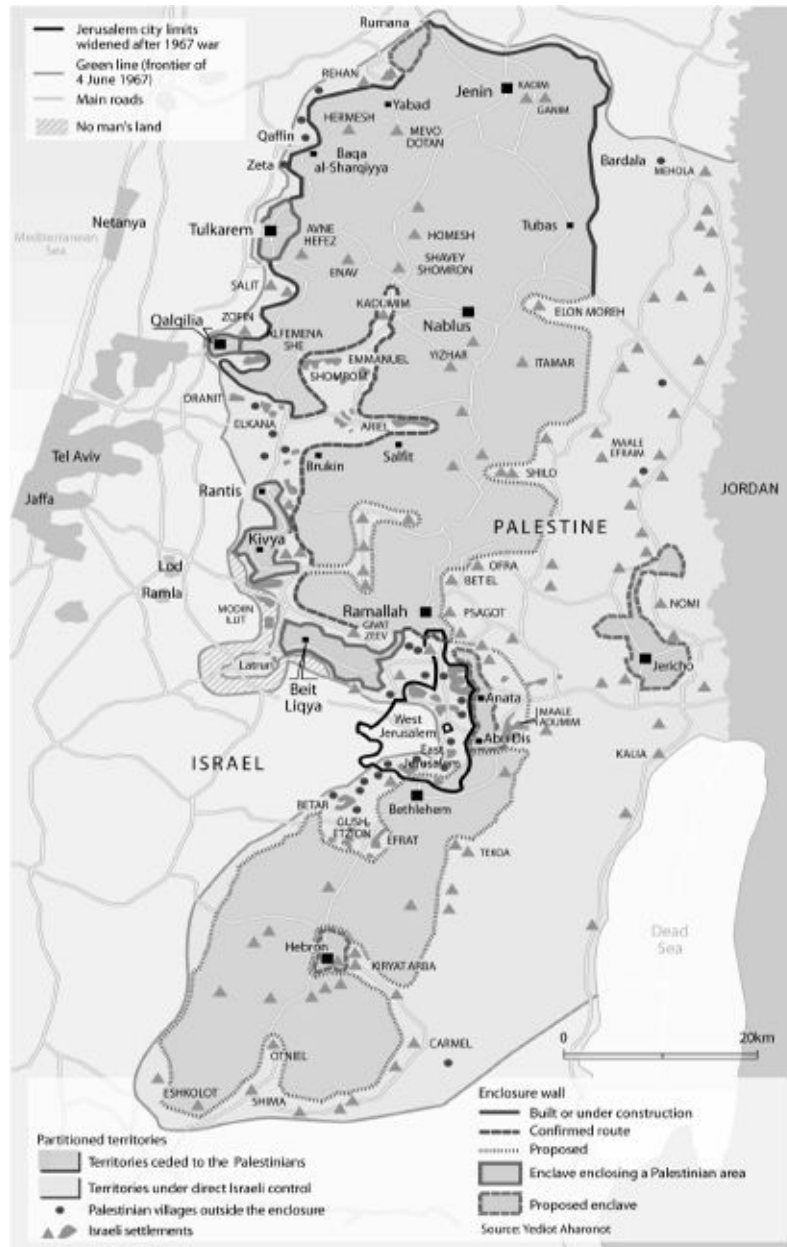 Jerusalem city limits
widened after 1967 war
Green line (frontier of
4 June 1967)
Main roads
No man's land
Rumana
REHAN
Jenin
KADIM
GANIM
Yabad
HERMESH
MEVO
DOTAN
Qaffin
Baqa
al-Sharqiyya
Zeta
Bardala
MEHOLA
Netanya
Mediterranean
Sea
Tulkarem
AVNE
HEFEZ
HOMESH
Tubas
ENAV
SHAVEY
SHOMRON
SALIT
KADUMIM
ELON MOREH
ZOFIN
Qalqilia
ALFEMENA
SHE
Nablus
EMMANUEL
YIZHAR
ITAMAR
SHOMROM
ORANIT
ELKANA
ARIEL
Tel Aviv
Brukin
Salfit
MAALE
EFRAIM
SHILO
Jaffa
Rantis
JORDAN
PALESTINE
Kivya
Lod
OFRA
BET EL
Ramla
MODIIN
ILLIT
Ramallah
PSAGOT
NOMI
GIVAT
ZEEV
Latrun
Jericho
Beit
Liqya
Anata
West
Jerusalem
MAALE
ADUMIM
Abu Dis
East
Jerusalem
KALIA
ISRAEL
BETAR
Bethlehem
GUSH
ETZION
EFRAT
TEKOA
Dead
Sea
Hebron
KIRYAT ARBA
0 20km
OTNIEL
CARMEL
ESHKOLOT
SHIMA
Partitioned territories
Territories ceded to the Palestinians
Territories under direct Israeli control
Palestinian villages outside the enclosure
Israeli settlements
Enclosure wall
Built or under construction
Confirmed route
Proposed
Enclave enclosing a Palestinian area
Proposed enclave
Source: Yediot Aharonot